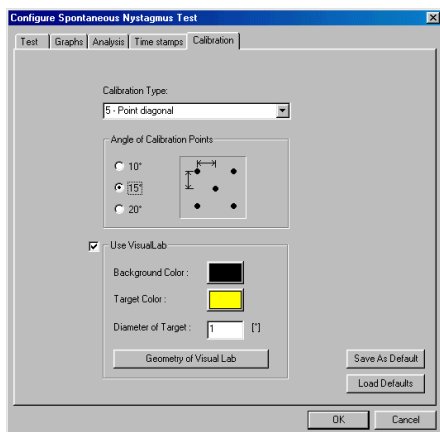 Configure Spontaneous Nystagmus Test
Test Graphs Analysis Time stamps Calibration
Calibration Type:
5 - Point diagonal
Angle of Calibration Points
10°
15°
20°
Use VisualLab
Background Color :
Target Color :
Diameter of Target : 1 [°]
Geometry of Visual Lab
Save As Default
Load Defaults
OK Cancel